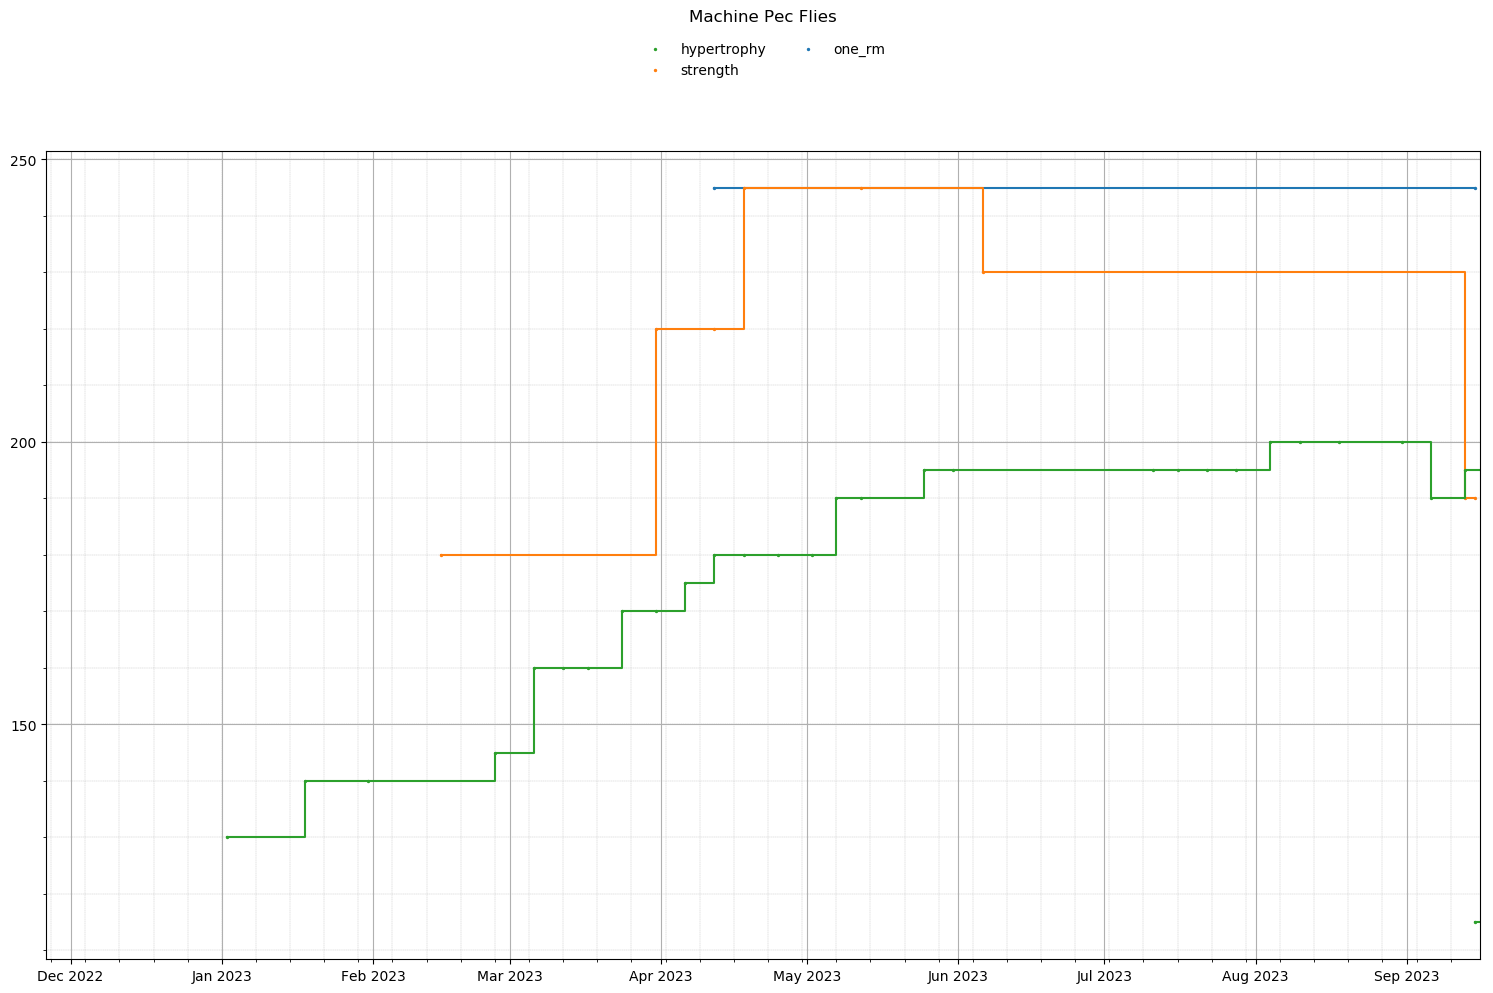 Machine Pec Flies
hypertrophy one_rm
strength
250
200
150
Dec 2022 Jan 2023 Feb 2023 Mar 2023 Apr 2023 May 2023 Jun 2023 Jul 2023 Aug 2023 Sep 2023